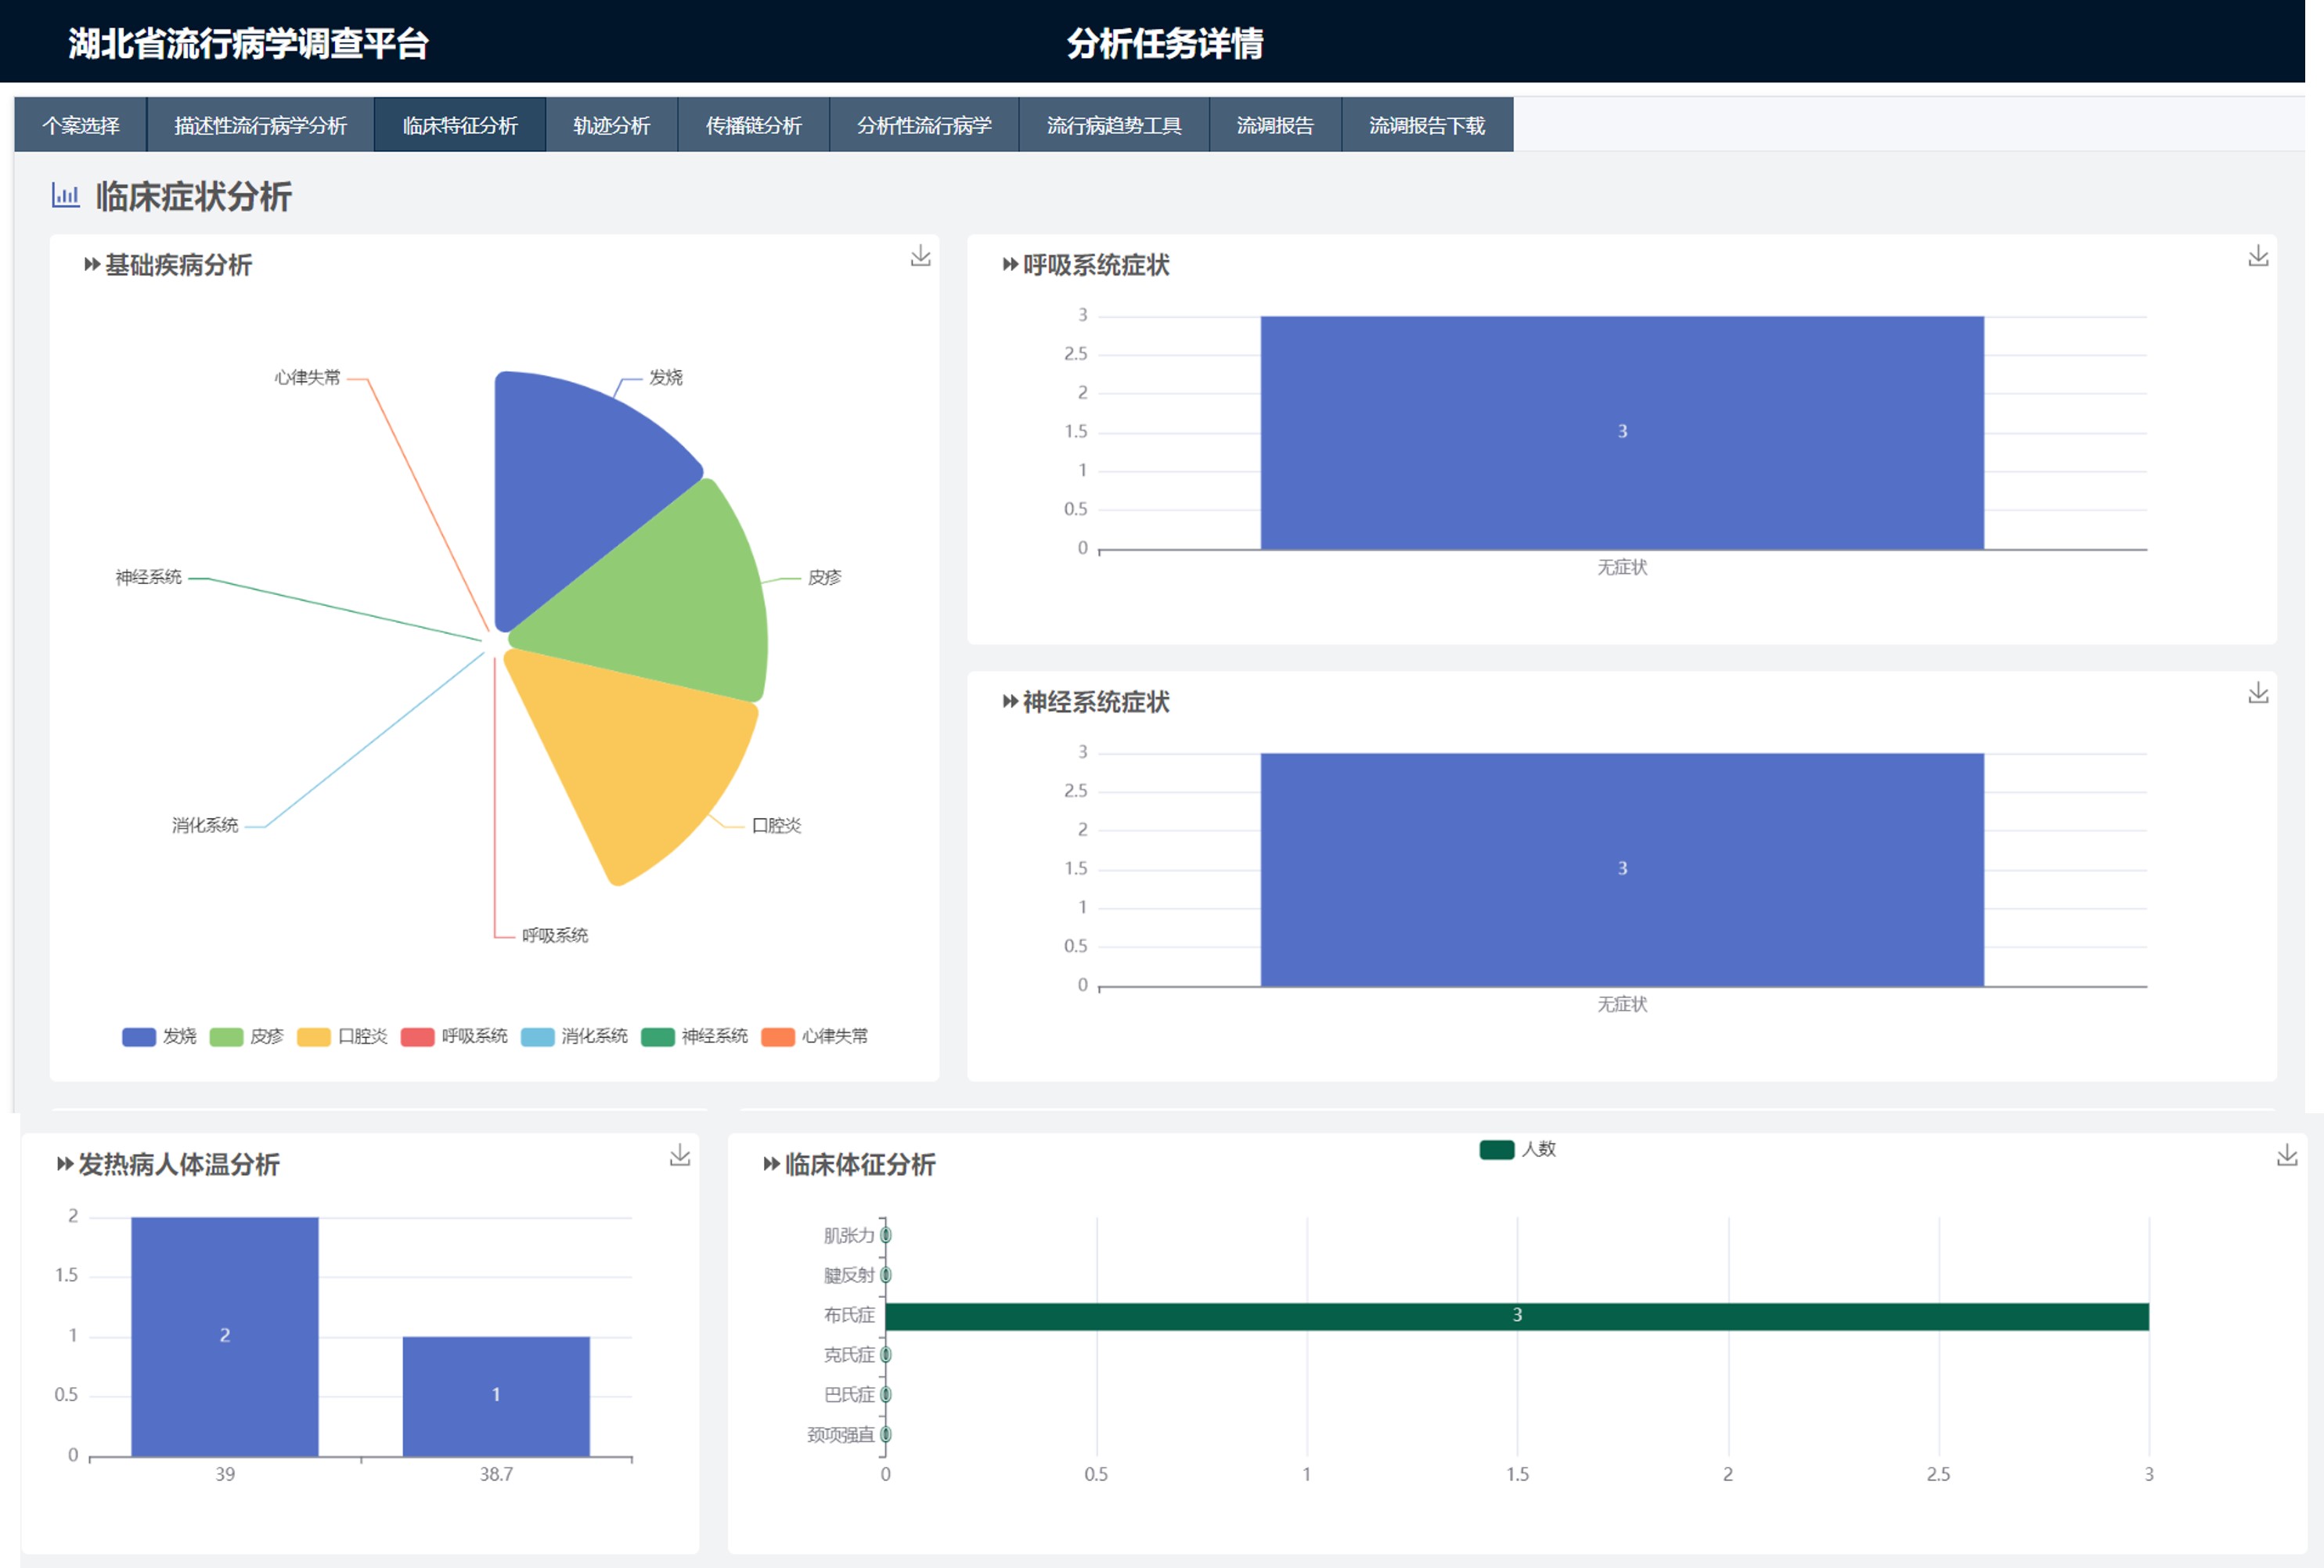 湖北省流行病学调查平台
分析任务详情
个案选择 描述性流行病学分析 临床特征分析 轨迹分析 传播链分析 分析性流行病学 流行病趋势工具 流调报告 流调报告下载
临床症状分析
基础疾病分析
心律失常
发烧
神经系统
皮疹
消化系统
口腔炎
呼吸系统
发烧 皮疹 口腔炎 呼吸系统 消化系统 神经系统 心律失常
呼吸系统症状
3
2.5
2
1.5
3
1
0.5
0
无症状
神经系统症状
3
2.5
2
1.5
3
1
0.5
0
无症状
发热病人体温分析
2
1.5
1
2
0.5
1
0
39 38.7
临床体征分析
人数
肌张力 0
腱反射 0
布氏症 3
克氏症 0
巴氏症 0
颈项强直 0
0 0.5 1 1.5 2 2.5 3